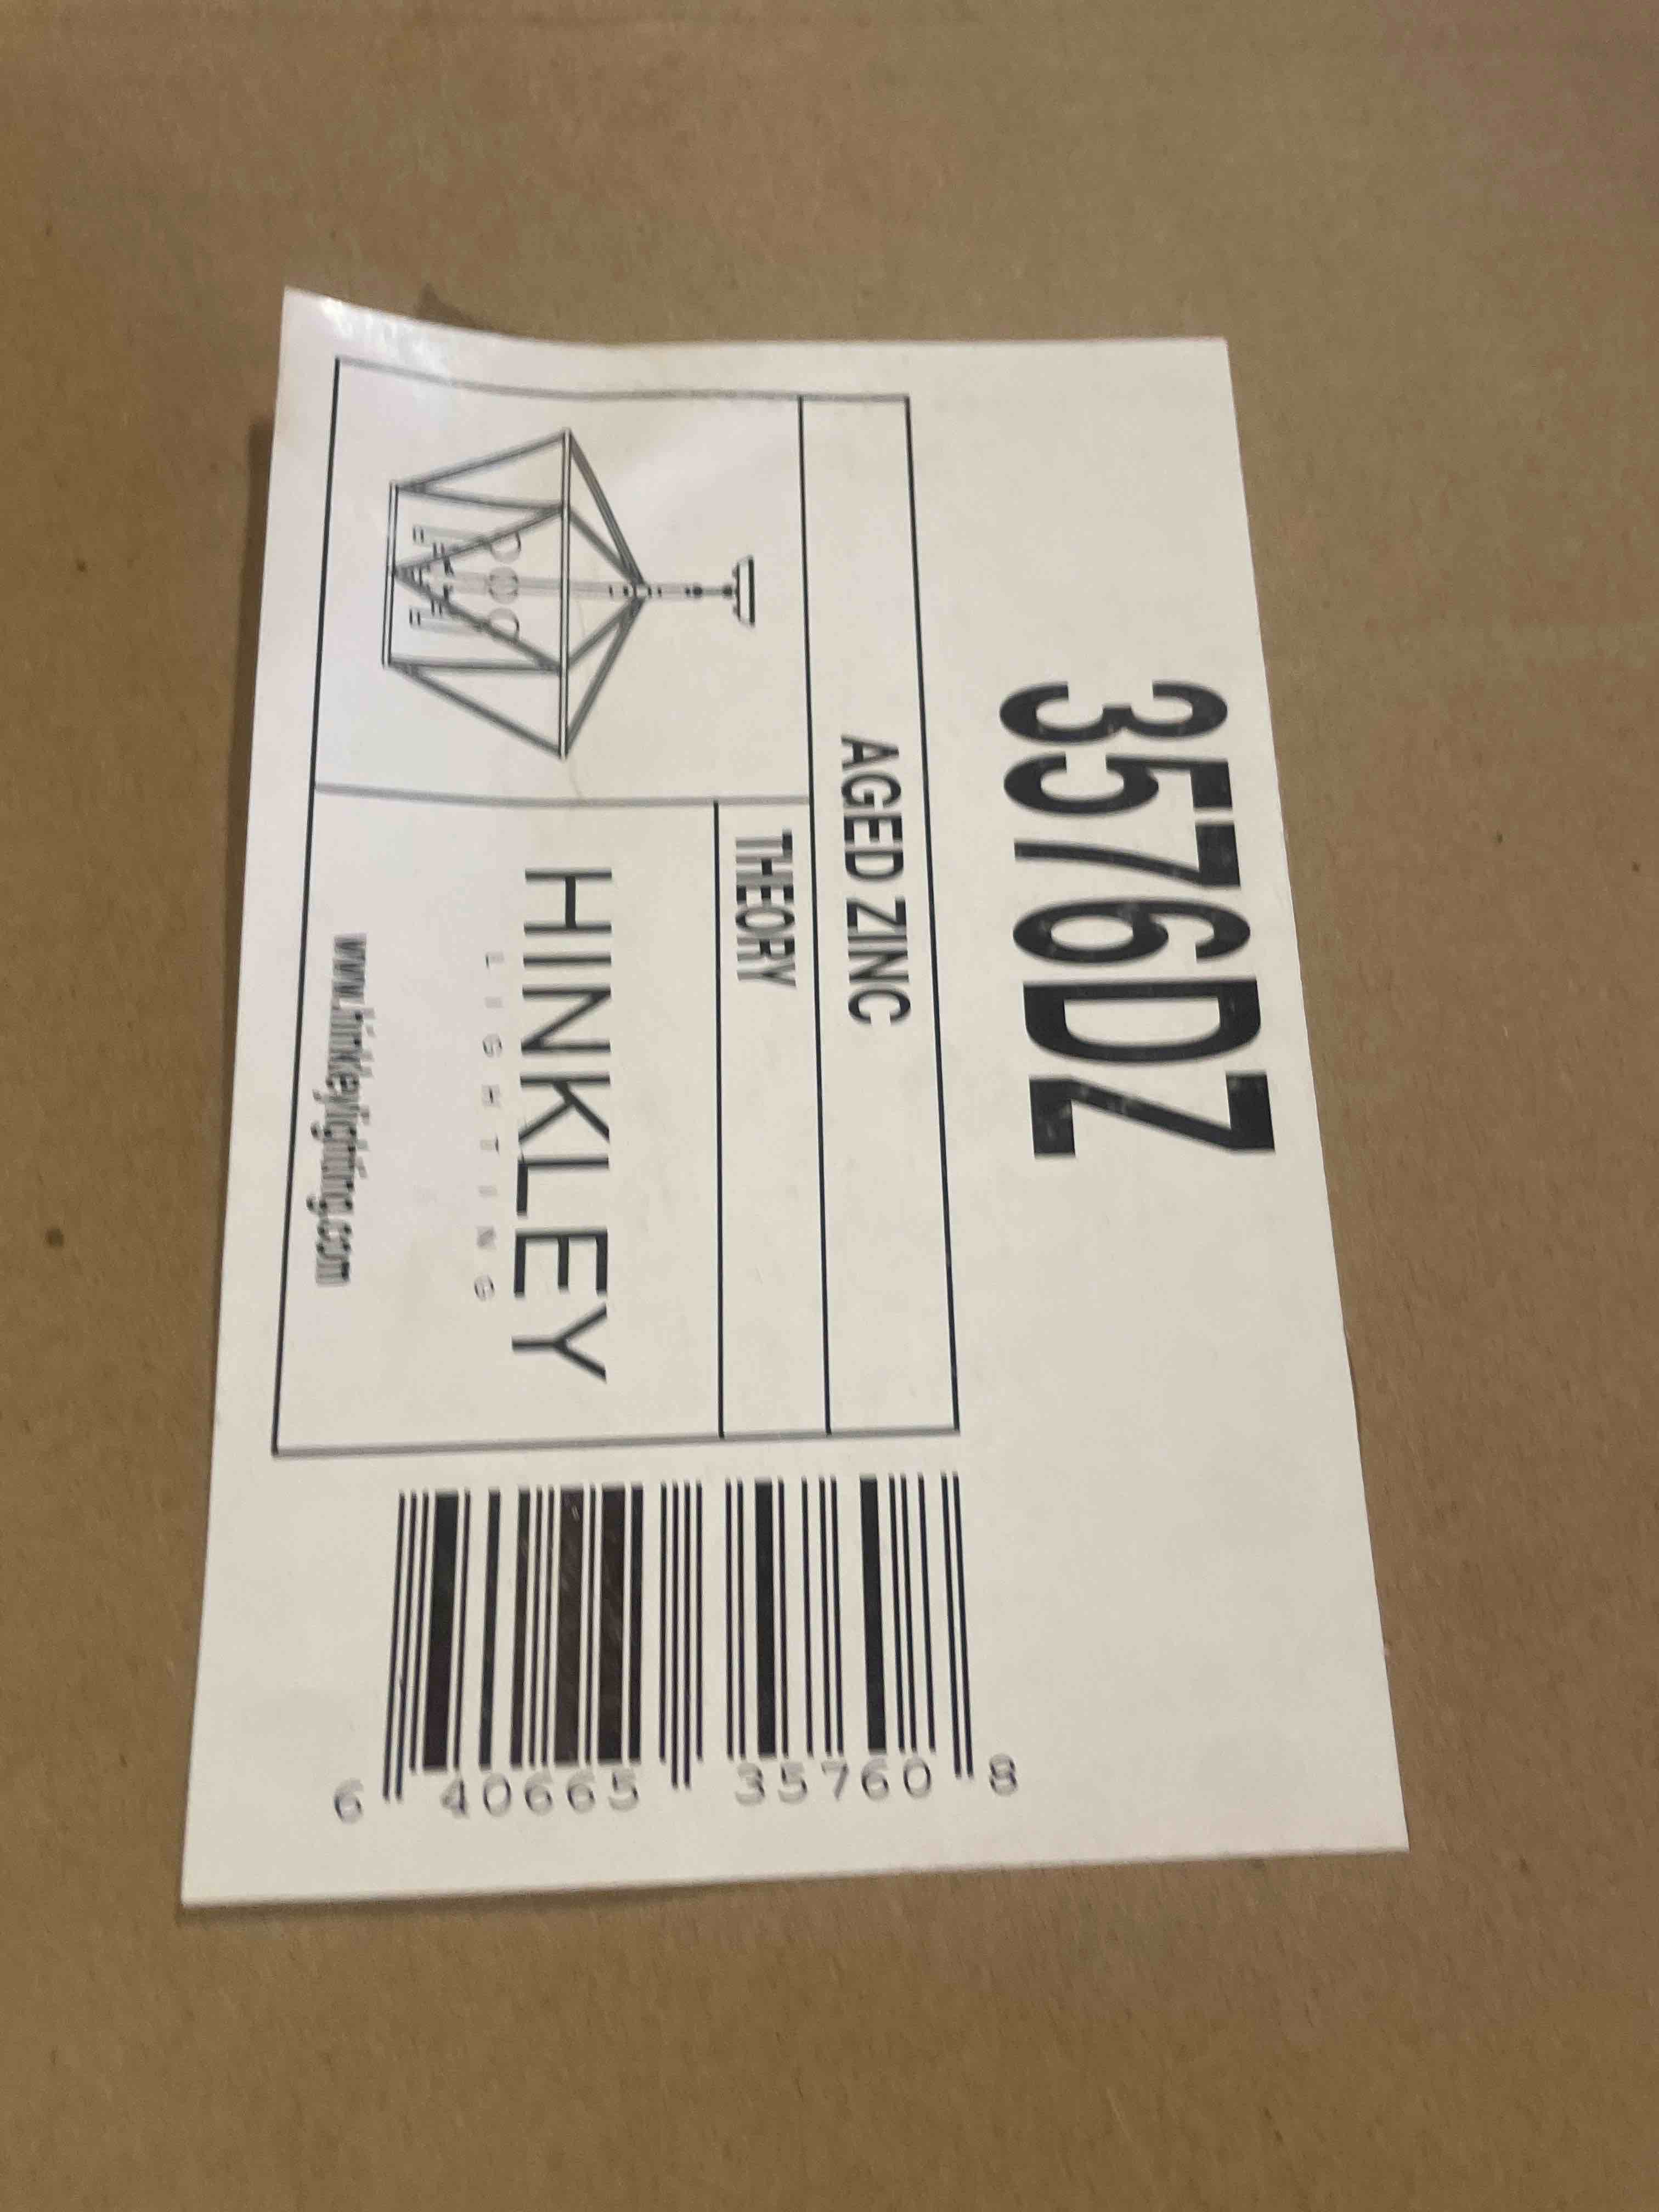 3576DZ
AGED ZINC
THEORY
HINKLEY
LIGHTING
www.hinkleylighting.com
6 40665 35760 8